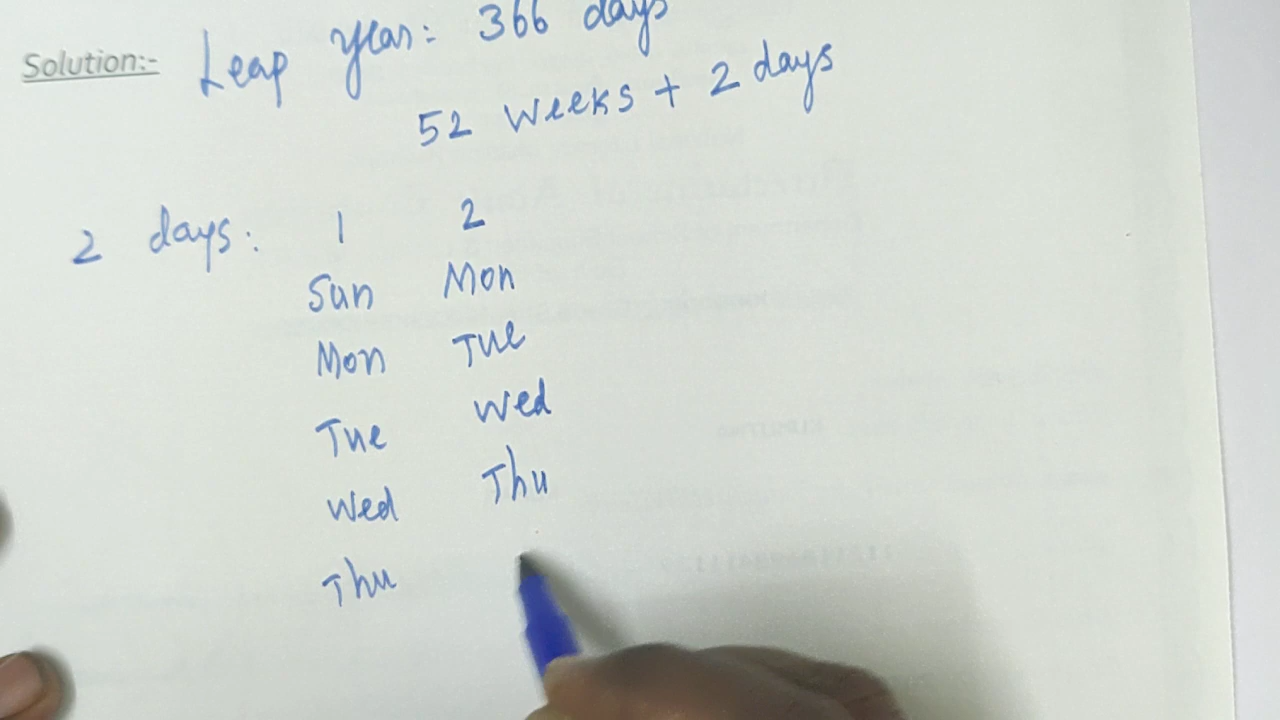 Solution:- Leap year: 366 days
52 weeks + 2 days
2 days: 1 2
Sun Mon
Mon Tue
Tue Wed
Wed Thu
Thu